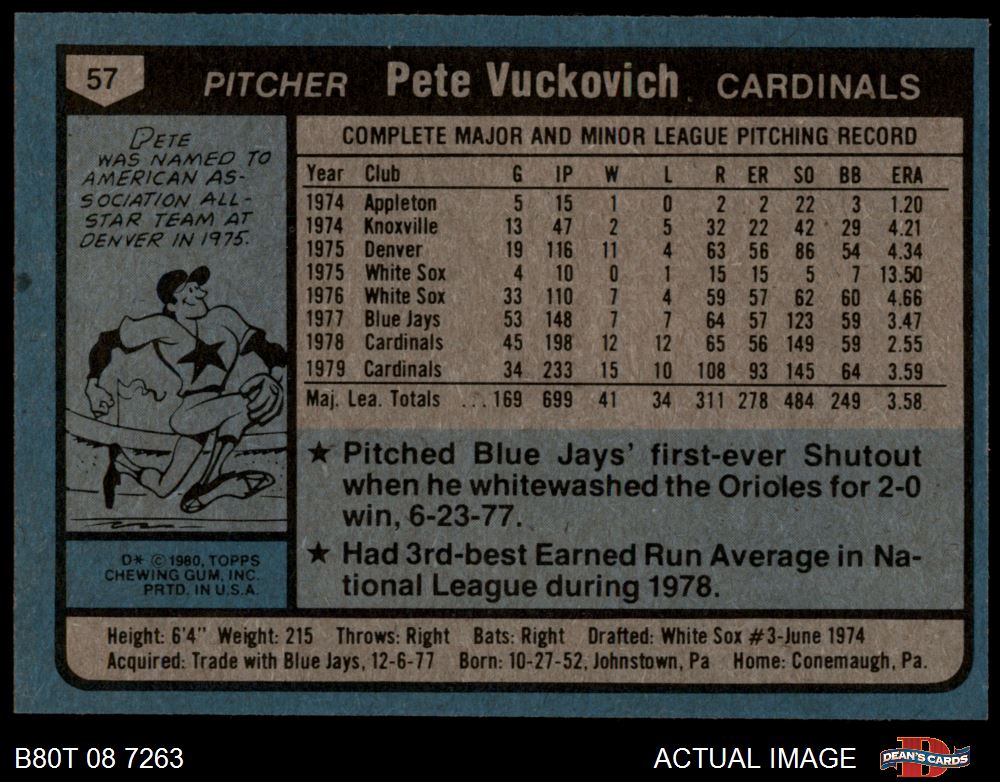 57 PITCHER Pete Vuckovich CARDINALS
PETE
WAS NAMED TO
AMERICAN AS-
SOCIATION ALL-
STAR TEAM AT
DENVER IN 1975.
D* © 1980, TOPPS
CHEWING GUM, INC.
PRTD. IN U.S.A.
COMPLETE MAJOR AND MINOR LEAGUE PITCHING RECORD
Year Club G IP W L R ER SO BB ERA
1974 Appleton 5 15 1 0 2 2 22 3 1.20
1974 Knoxville 13 47 2 5 32 22 42 29 4.21
1975 Denver 19 116 11 4 63 56 86 54 4.34
1975 White Sox 4 10 0 1 15 15 5 7 13.50
1976 White Sox 33 110 7 4 59 57 62 60 4.66
1977 Blue Jays 53 148 7 7 64 57 123 59 3.47
1978 Cardinals 45 198 12 12 65 56 149 59 2.55
1979 Cardinals 34 233 15 10 108 93 145 64 3.59
Maj. Lea. Totals ...169 699 41 34 311 278 484 249 3.58
★ Pitched Blue Jays' first-ever Shutout
when he whitewashed the Orioles for 2-0
win, 6-23-77.
★ Had 3rd-best Earned Run Average in Na-
tional League during 1978.
Height: 6'4" Weight: 215 Throws: Right Bats: Right Drafted: White Sox #3-June 1974
Acquired: Trade with Blue Jays, 12-6-77 Born: 10-27-52, Johnstown, Pa Home: Conemaugh, Pa.
B80T 08 7263 ACTUAL IMAGE DEAN'S CARDS